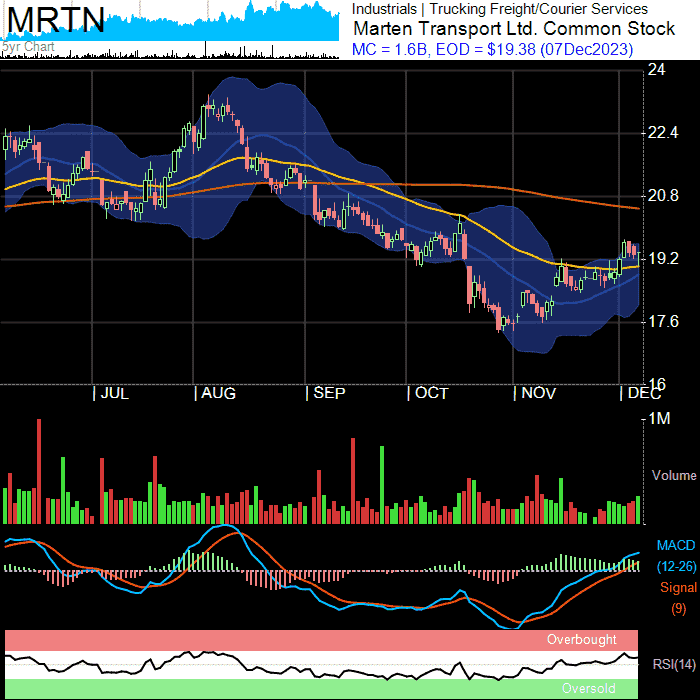 MRTN
5yr Chart
Industrials | Trucking Freight/Courier Services
Marten Transport Ltd. Common Stock
MC = 1.6B, EOD = $19.38 (07Dec2023)
24
22.4
20.8
19.2
17.6
16
JUL AUG SEP OCT NOV DEC
1M
Volume
MACD
(12-26)
Signal
(9)
Overbought
RSI(14)
Oversold